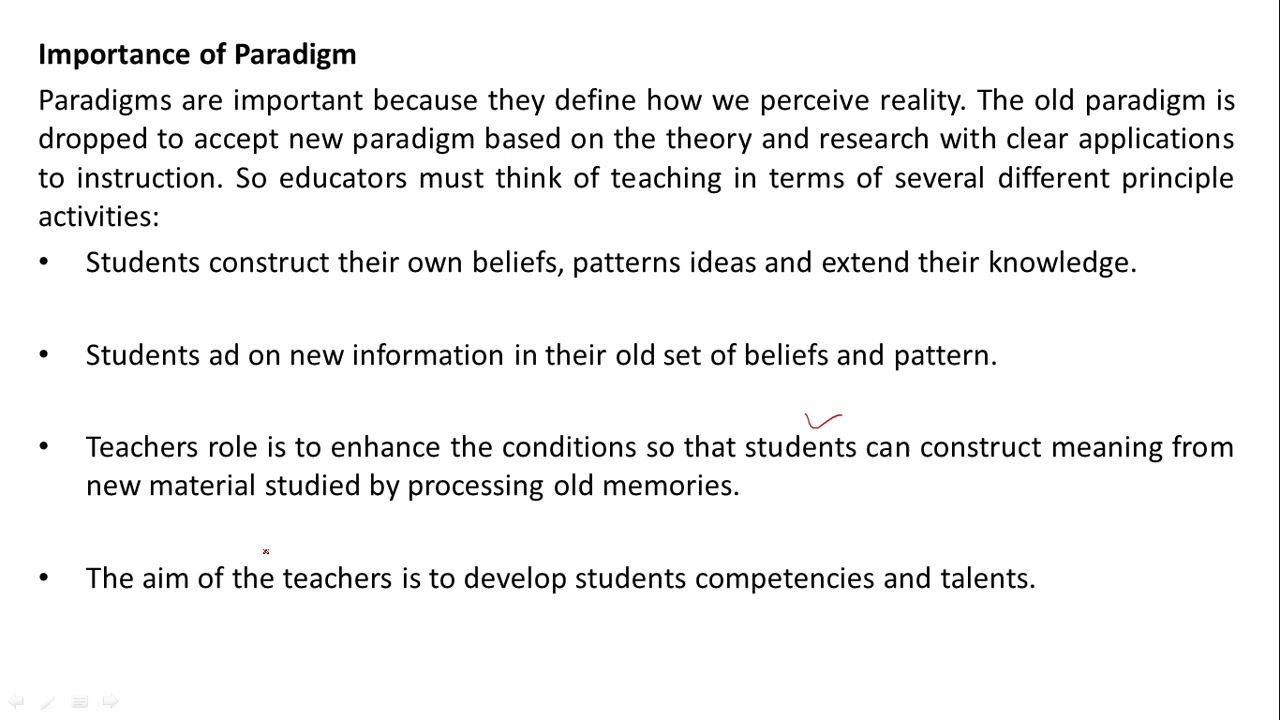 Importance of Paradigm
Paradigms are important because they define how we perceive reality. The old paradigm is
dropped to accept new paradigm based on the theory and research with clear applications
to instruction. So educators must think of teaching in terms of several different principle
activities:
• Students construct their own beliefs, patterns ideas and extend their knowledge.
• Students ad on new information in their old set of beliefs and pattern.
• Teachers role is to enhance the conditions so that students can construct meaning from
new material studied by processing old memories.
• The aim of the teachers is to develop students competencies and talents.